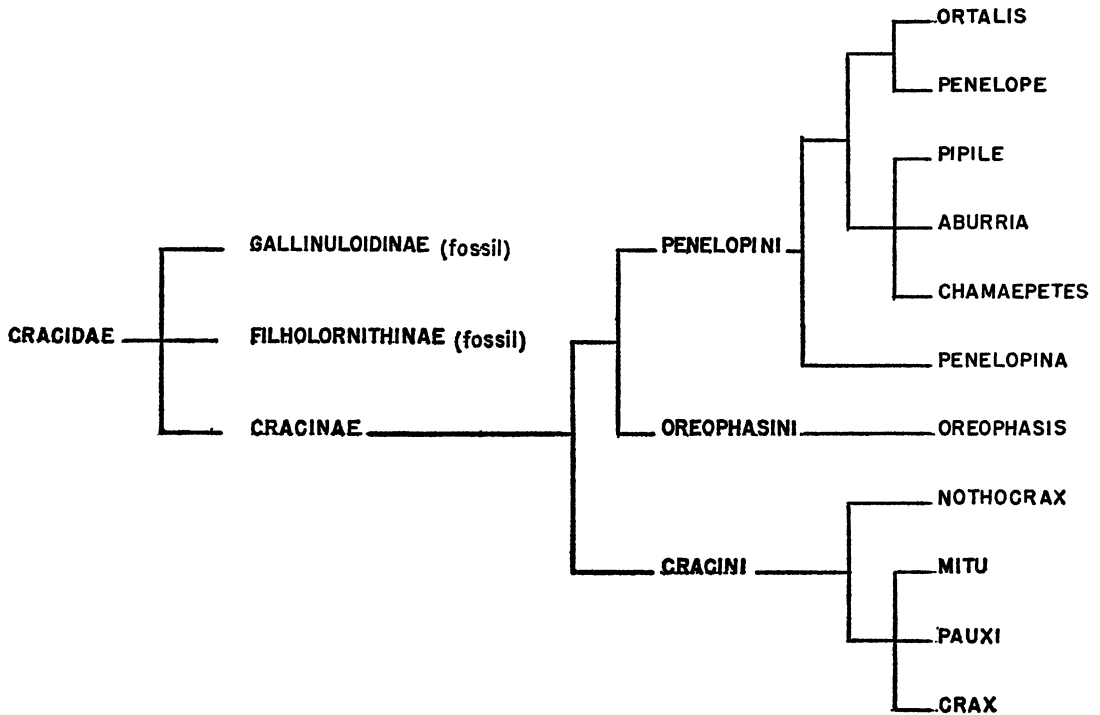 ORTALIS
PENELOPE
PIPILE
ABURRIA
CHAMAEPETES
PENELOPINA
OREOPHASIS
NOTHOCRAX
MITU
PAUXI
CRAX
PENELOPINI
OREOPHASINI
CRACINI
GALLINULOIDINAE (fossil)
FILHOLORNITHINAE (fossil)
CRACINAE
CRACIDAE